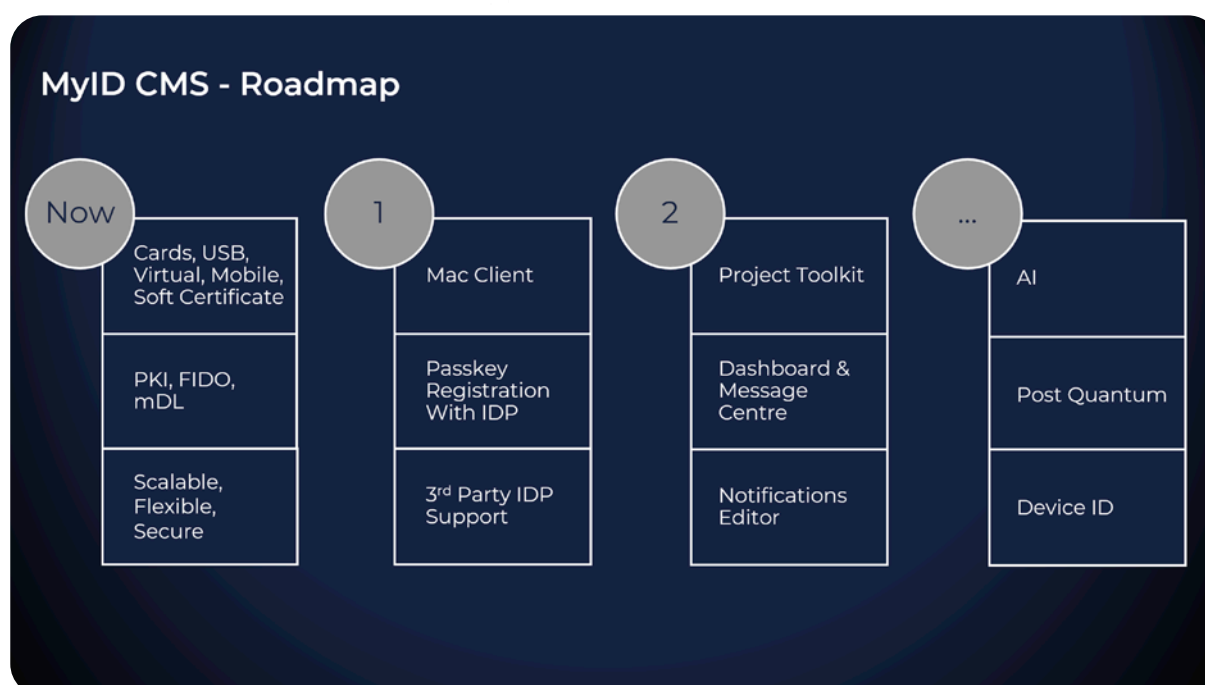 MyID CMS - Roadmap
Now
Cards, USB,
Virtual, Mobile,
Soft Certificate
PKI, FIDO,
mDL
Scalable,
Flexible,
Secure
1
Mac Client
Passkey
Registration
With IDP
3rd Party IDP
Support
2
Project Toolkit
Dashboard &
Message
Centre
Notifications
Editor
...
AI
Post Quantum
Device ID